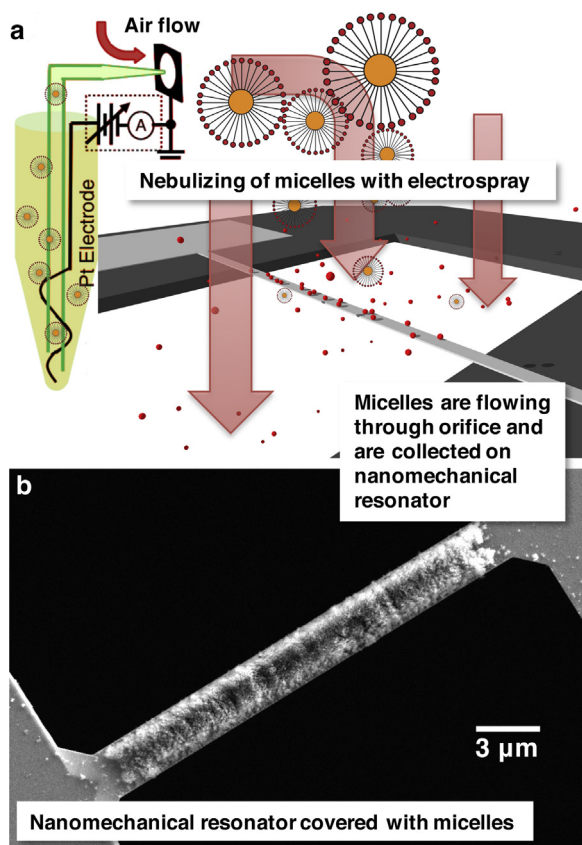 a
Air flow
A
Pt Electrode
Nebulizing of micelles with electrospray
Micelles are flowing
through orifice and
are collected on
nanomechanical
resonator
b
3 μm
Nanomechanical resonator covered with micelles